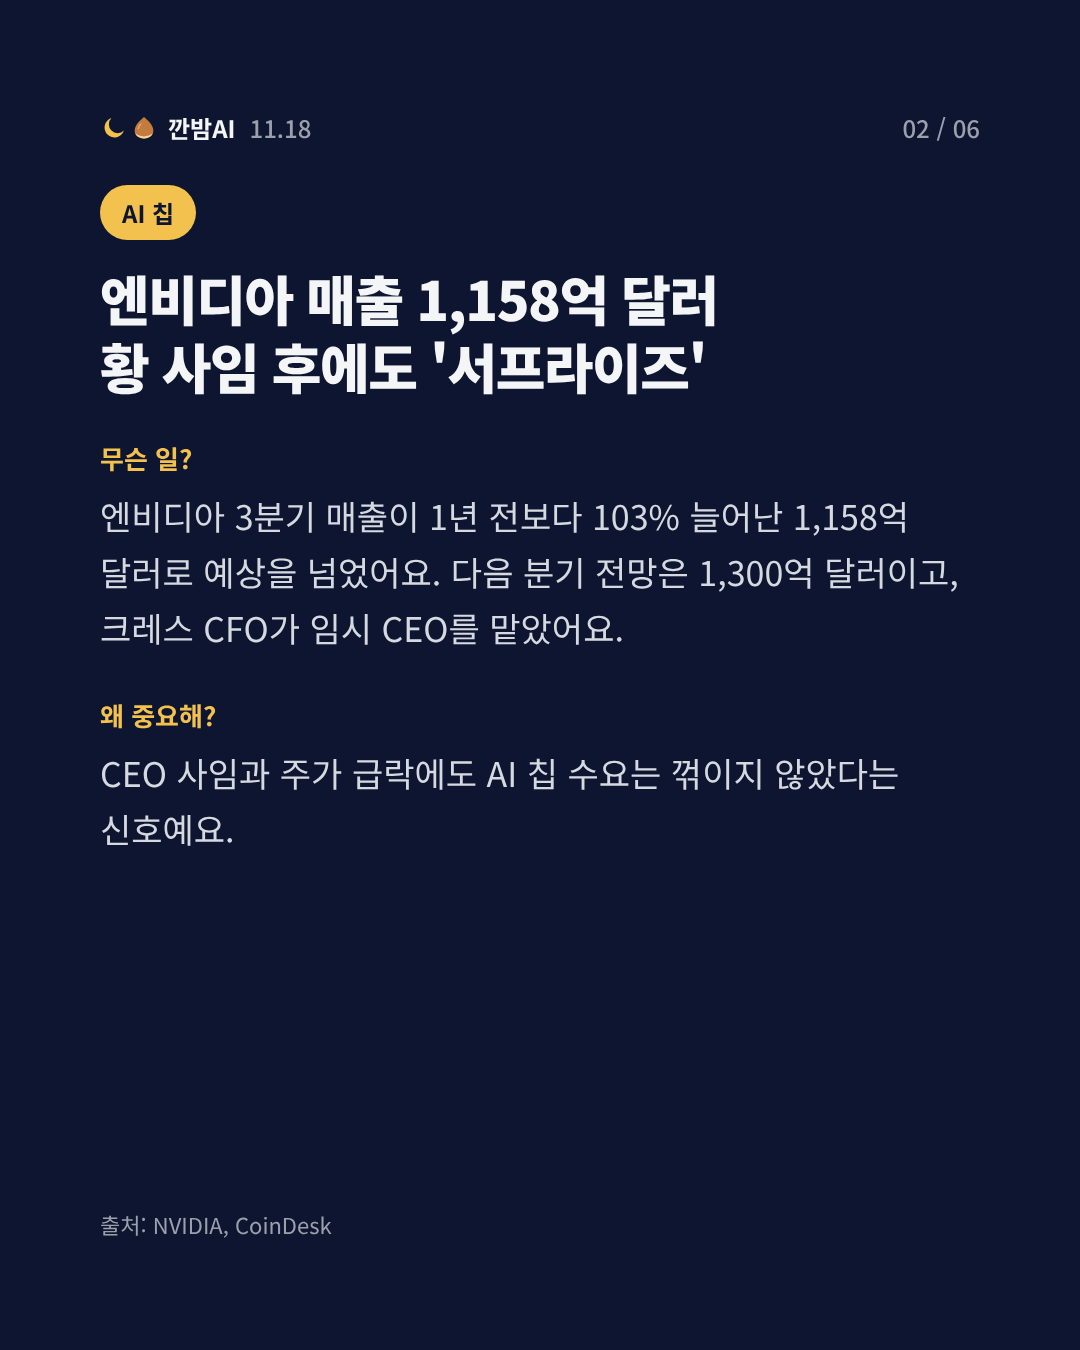 깐밤AI 11.18
02 / 06
AI 칩
엔비디아 매출 1,158억 달러
황 사임 후에도 '서프라이즈'
무슨 일?
엔비디아 3분기 매출이 1년 전보다 103% 늘어난 1,158억
달러로 예상을 넘었어요. 다음 분기 전망은 1,300억 달러이고,
크레스 CFO가 임시 CEO를 맡았어요.
왜 중요해?
CEO 사임과 주가 급락에도 AI 칩 수요는 꺾이지 않았다는
신호예요.
출처: NVIDIA, CoinDesk